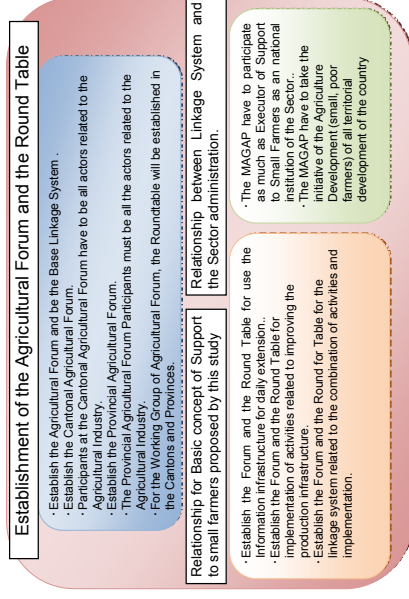 Establishment of the Agricultural Forum and the Round Table
· Establish the Agricultural Forum and be the Base Linkage System .
· Establish the Cantonal Agricultural Forum.
· Participants at the Cantonal Agricultural Forum have to be all actors related to the
Agricultural Industry.
· Establish the Provincial Agricultural Forum.
· The Provincial Agricultural Forum Participants must be all the actors related to the
Agricultural Industry.
· For the Working Group of Agricultural Forum, the Roundtable will be established in
the Cantons and Provinces.
Relationship for Basic concept of Support
to small farmers proposed by this study
· Establish the Forum and the Round Table for use the
Information infrastructure for daily extension..
· Establish the Forum and the Round Table for
implementation of activities related to improving the
production infrastructure.
· Establish the Forum and the Round for Table for the
linkage system related to the combination of activities and
implementation.
Relationship between Linkage System and
the Sector administration.
· The MAGAP have to participate
as much as Executor of Support
to Small Farmers as an national
institution of the Sector..
· The MAGAP have to take the
initiative of the Agriculture
Development (small, poor
farmers) of all territorial
development of the country